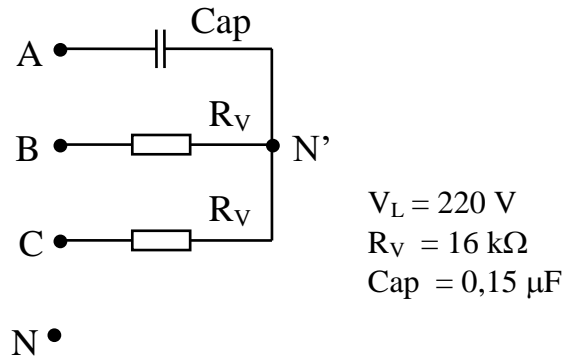 Cap
A
R_V
B
N’
R_V
C
V_L = 220 V
R_V = 16 kΩ
Cap = 0,15 μF
N